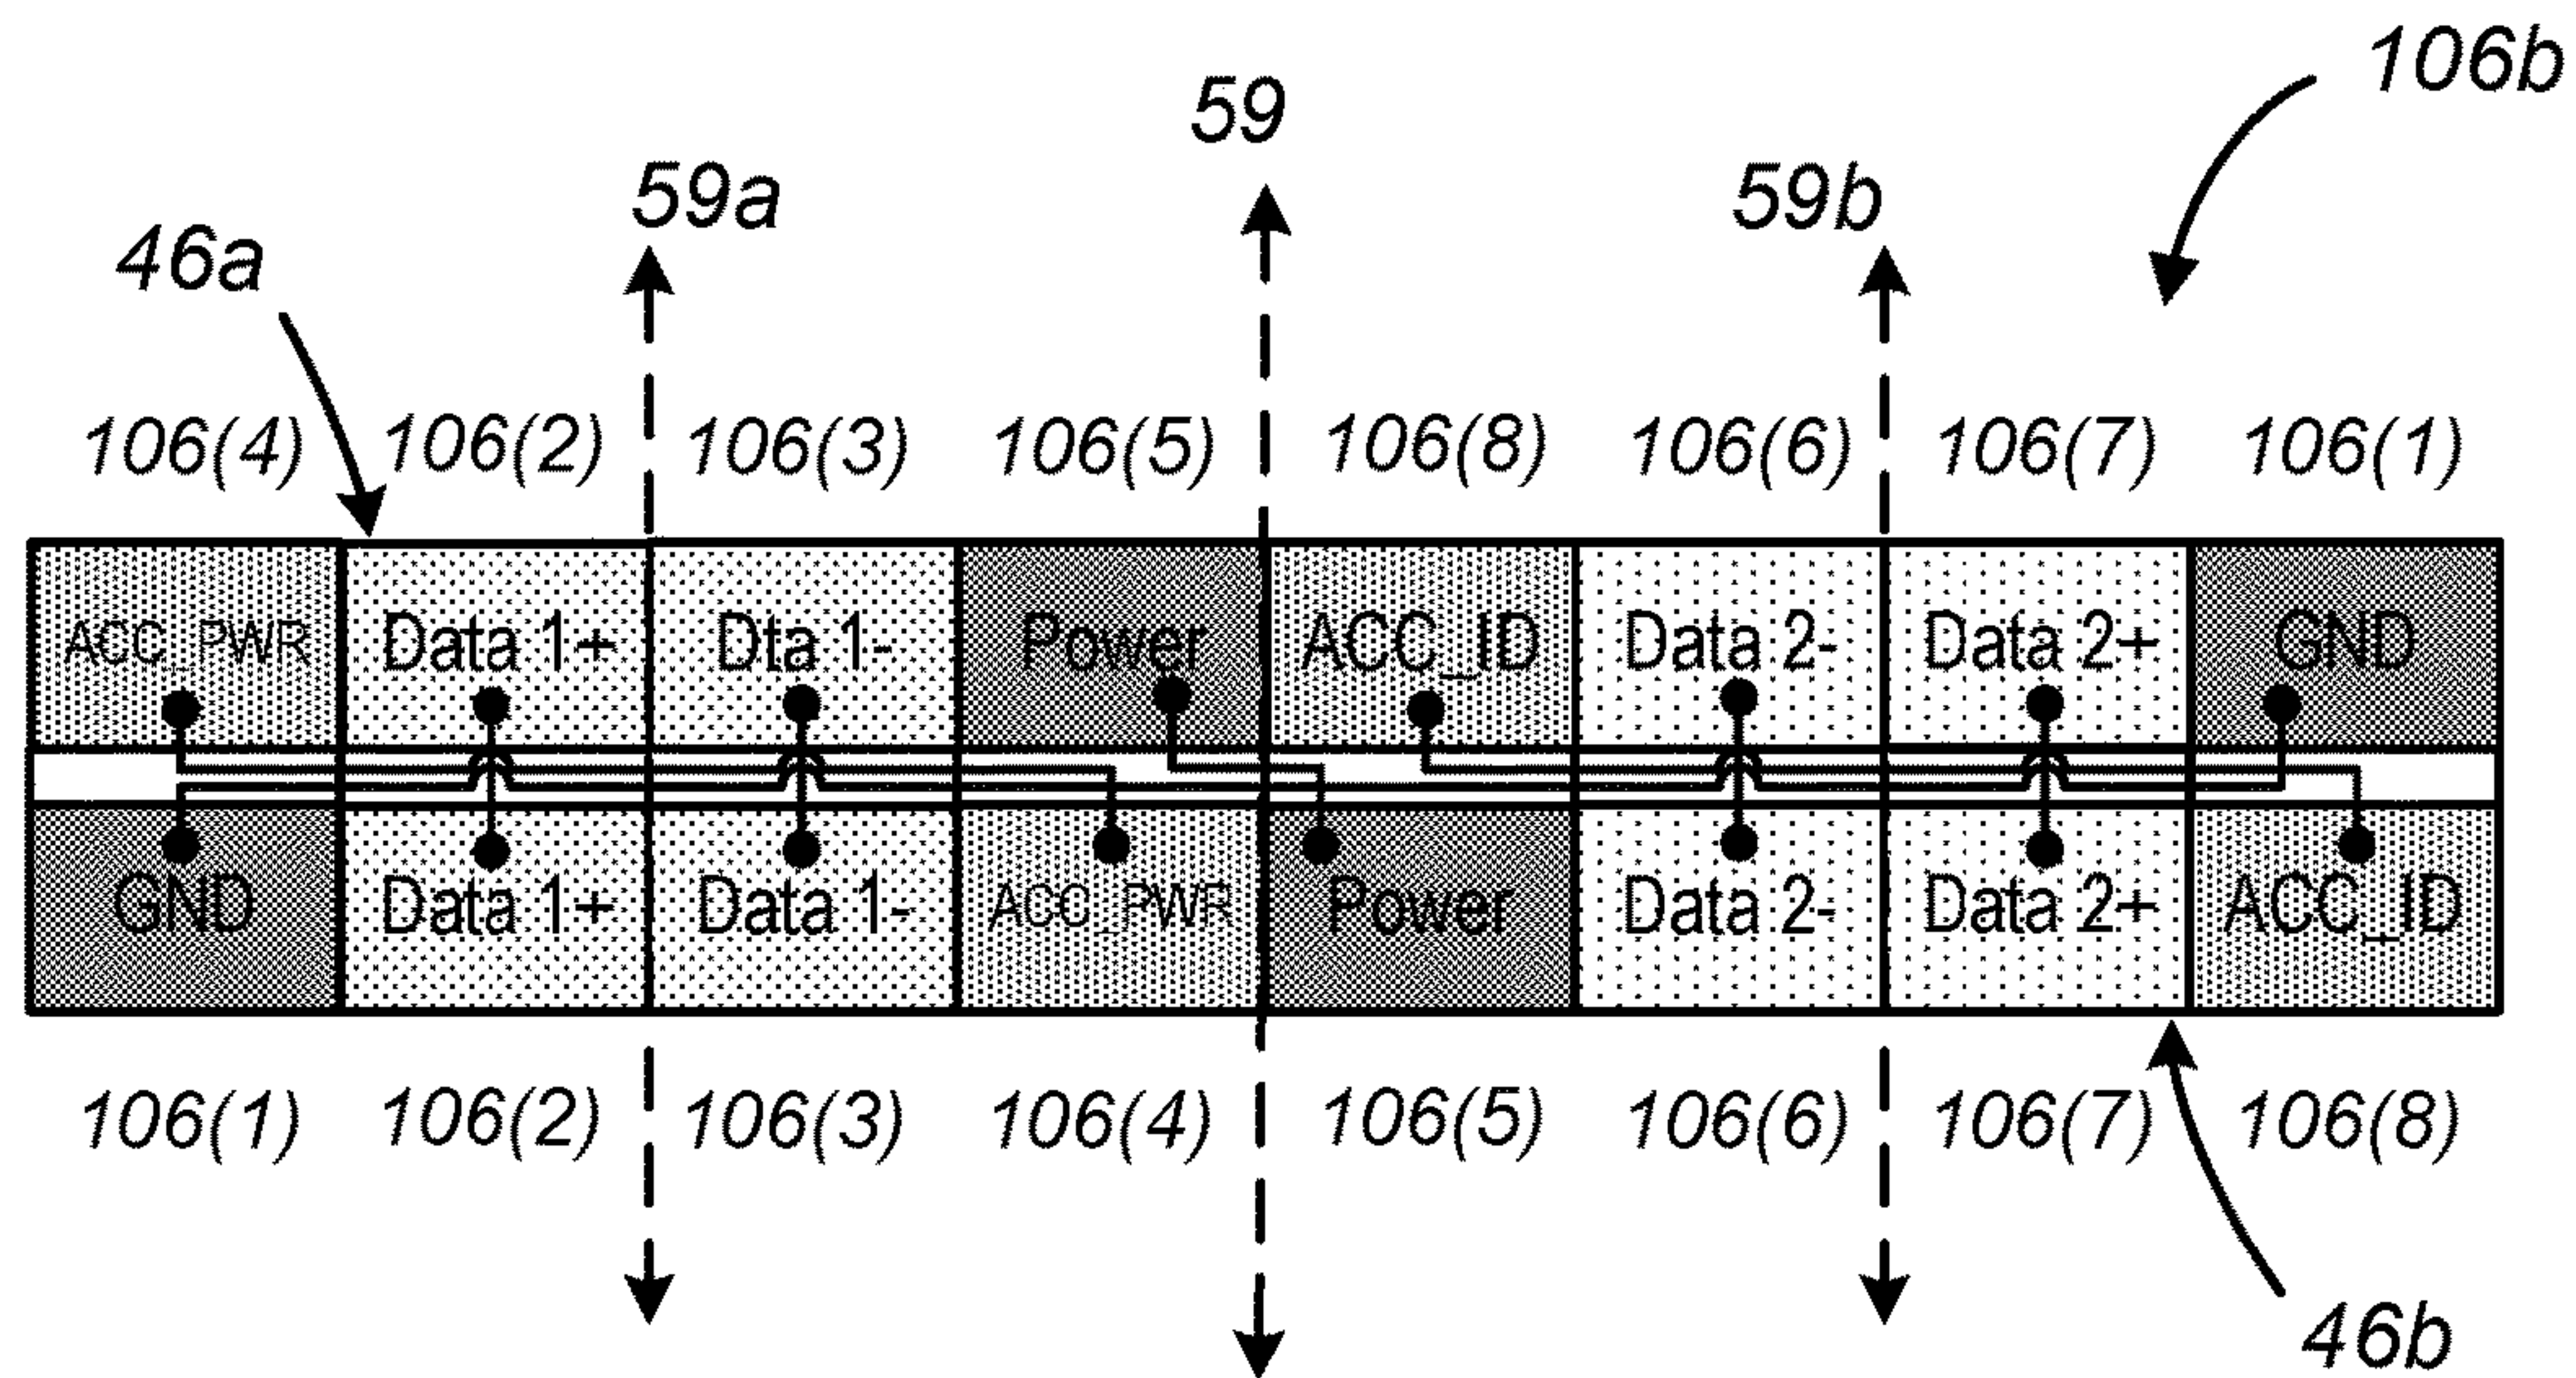 106b
59
59a
59b
46a
106(4) 106(2) 106(3) 106(5) 106(8) 106(6) 106(7) 106(1)
ACC_PWR Data 1+ Dta 1- Power ACC_ID Data 2- Data 2+ GND
GND Data 1+ Data 1- ACC_PWR Power Data 2- Data 2+ ACC_ID
106(1) 106(2) 106(3) 106(4) 106(5) 106(6) 106(7) 106(8)
46b